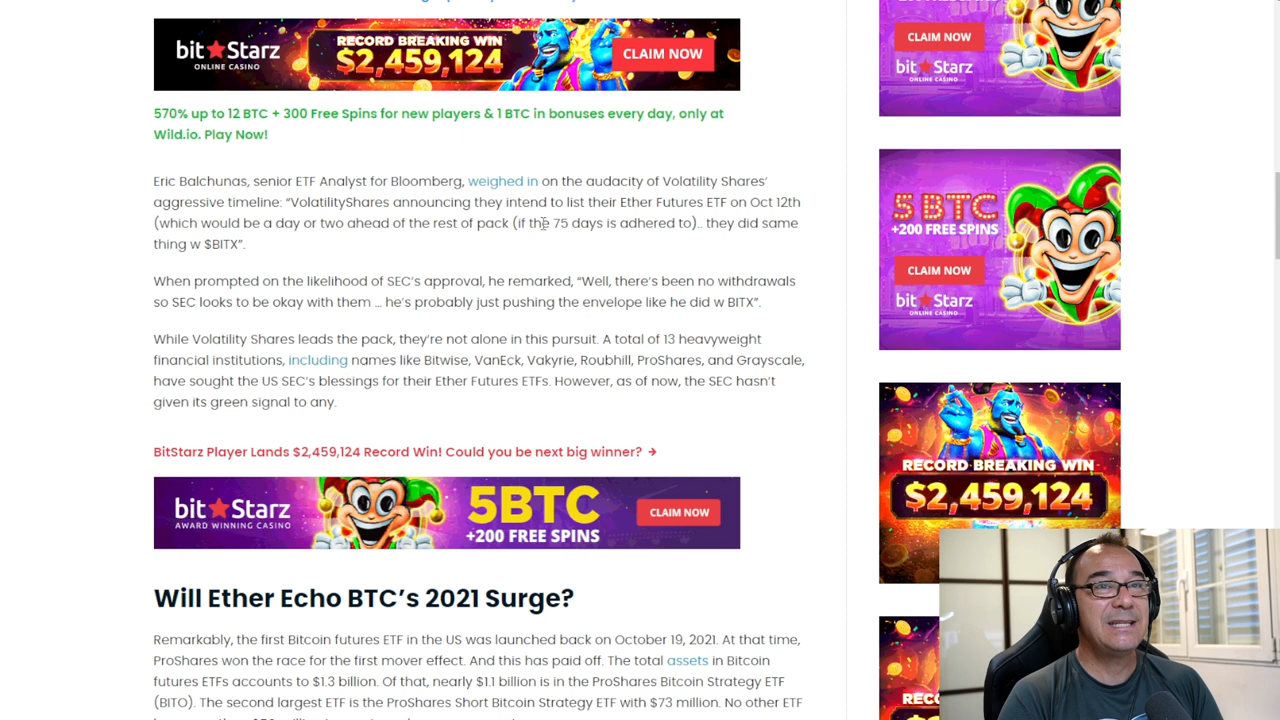 bit★Starz
ONLINE CASINO
RECORD BREAKING WIN
$2,459,124
CLAIM NOW
570% up to 12 BTC + 300 Free Spins for new players & 1 BTC in bonuses every day, only at
Wild.io. Play Now!
Eric Balchunas, senior ETF Analyst for Bloomberg, weighed in on the audacity of Volatility Shares’
aggressive timeline: “VolatilityShares announcing they intend to list their Ether Futures ETF on Oct 12th
(which would be a day or two ahead of the rest of pack (if the 75 days is adhered to).. they did same
thing w $BITX”.
When prompted on the likelihood of SEC’s approval, he remarked, “Well, there’s been no withdrawals
so SEC looks to be okay with them … he’s probably just pushing the envelope like he did w BITX”.
While Volatility Shares leads the pack, they’re not alone in this pursuit. A total of 13 heavyweight
financial institutions, including names like Bitwise, VanEck, Vakyrie, Roubhill, ProShares, and Grayscale,
have sought the US SEC’s blessings for their Ether Futures ETFs. However, as of now, the SEC hasn’t
given its green signal to any.
BitStarz Player Lands $2,459,124 Record Win! Could you be next big winner? →
bit★Starz
AWARD WINNING CASINO
5BTC
+200 FREE SPINS
CLAIM NOW
Will Ether Echo BTC’s 2021 Surge?
Remarkably, the first Bitcoin futures ETF in the US was launched back on October 19, 2021. At that time,
ProShares won the race for the first mover effect. And this has paid off. The total assets in Bitcoin
futures ETFs accounts to $1.3 billion. Of that, nearly $1.1 billion is in the ProShares Bitcoin Strategy ETF
(BITO). The second largest ETF is the ProShares Short Bitcoin Strategy ETF with $73 million. No other ETF
CLAIM NOW
bit★Starz
ONLINE CASINO
5 BTC
+200 FREE SPINS
CLAIM NOW
bit★Starz
ONLINE CASINO
RECORD BREAKING WIN
$2,459,124